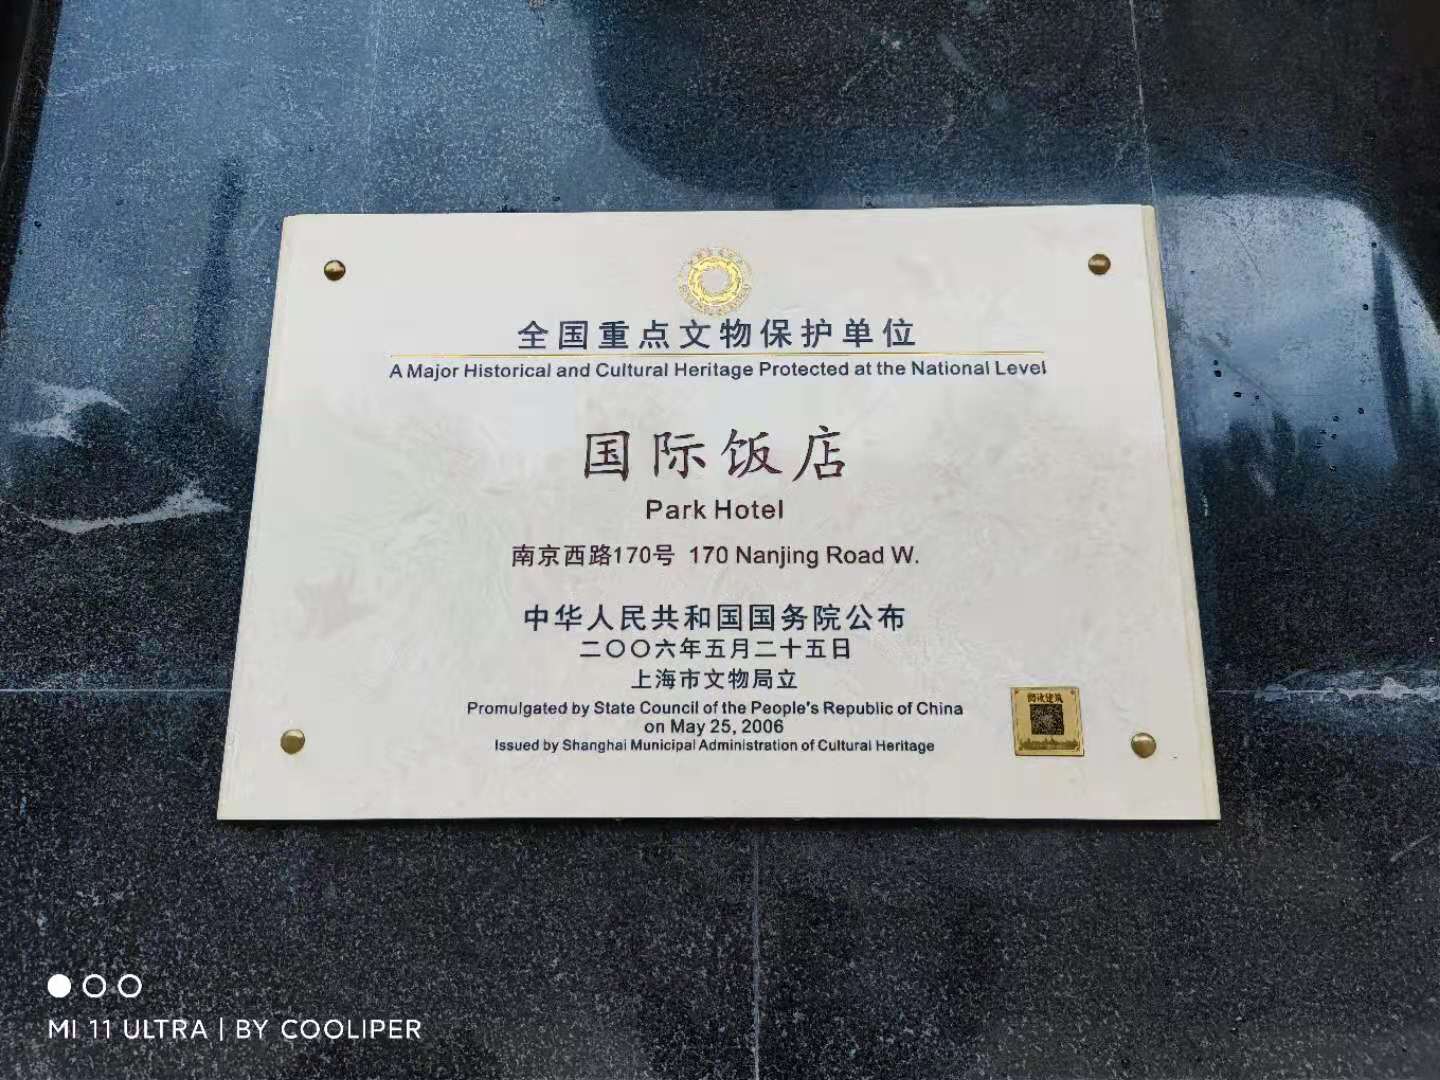 全国重点文物保护单位
A Major Historical and Cultural Heritage Protected at the National Level
国际饭店
Park Hotel
南京西路170号 170 Nanjing Road W.
中华人民共和国国务院公布
二〇〇六年五月二十五日
上海市文物局立
Promulgated by State Council of the People's Republic of China
on May 25, 2006
Issued by Shanghai Municipal Administration of Cultural Heritage
阅读建筑
MI 11 ULTRA | BY COOLIPER